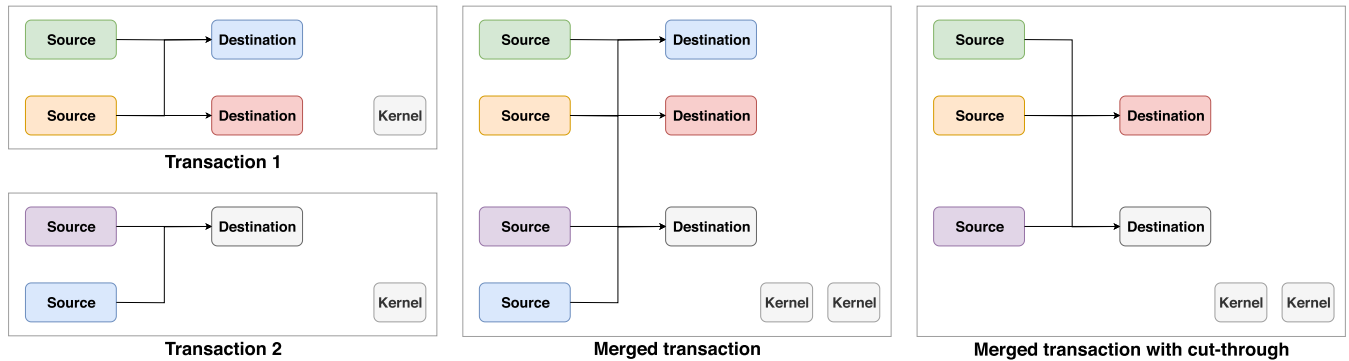 Source
Destination
Source
Destination
Kernel
Transaction 1
Source
Destination
Source
Kernel
Transaction 2
Source
Destination
Source
Destination
Source
Destination
Source
Kernel
Kernel
Merged transaction
Source
Source
Destination
Source
Destination
Kernel
Kernel
Merged transaction with cut-through